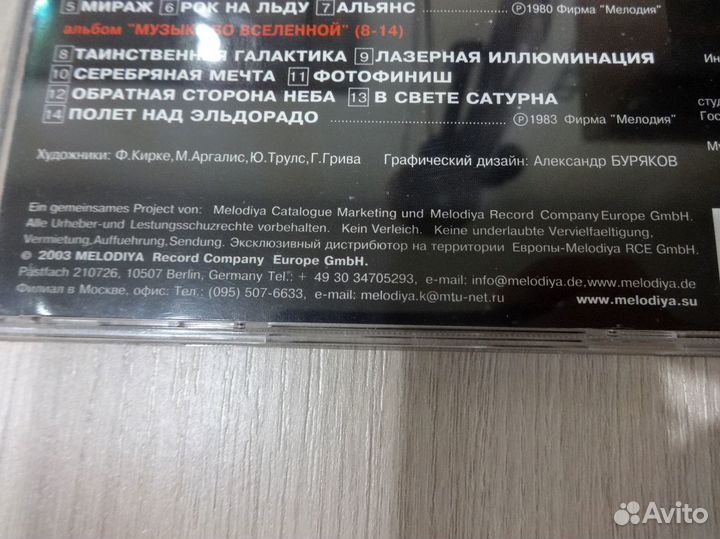 5 МИРАЖ 6 РОК НА ЛЬДУ 7 АЛЬЯНС ........................ ℗1980 Фирма "Мелодия"
альбом "МУЗЫКА ВО ВСЕЛЕННОЙ" (8-14)
8 ТАИНСТВЕННАЯ ГАЛАКТИКА 9 ЛАЗЕРНАЯ ИЛЛЮМИНАЦИЯ
10 СЕРЕБРЯНАЯ МЕЧТА 11 ФОТОФИНИШ
12 ОБРАТНАЯ СТОРОНА НЕБА 13 В СВЕТЕ САТУРНА
14 ПОЛЕТ НАД ЭЛЬДОРАДО ........................ ℗1983 Фирма "Мелодия"
Художники: Ф.Кирке, М.Аргалис, Ю.Трулс, Г.Грива Графический дизайн: Александр БУРЯКОВ
Ein gemeinsames Project von: Melodiya Catalogue Marketing und Melodiya Record Company Europe GmbH.
Alle Urheber-und Lestungsschuzrechte vorbehalten. Kein Verleich. Keine underlaubte Vervielfaeltigung,
Vermietung,Auffuehrung,Sendung. Эксклюзивный дистрибютор на территории Европы-Melodiya RCE GmbH.
© 2003 MELODIYA Record Company Europe GmbH.
Pastfach 210726, 10507 Berlin, Germany Tel.: + 49 30 34705293, e-mail: info@melodiya.de,www.melodiya.de
Филиал в Москве, офис: Тел.: (095) 507-6633, e-mail: melodiya.k@mtu-net.ru www.melodiya.su
Avito